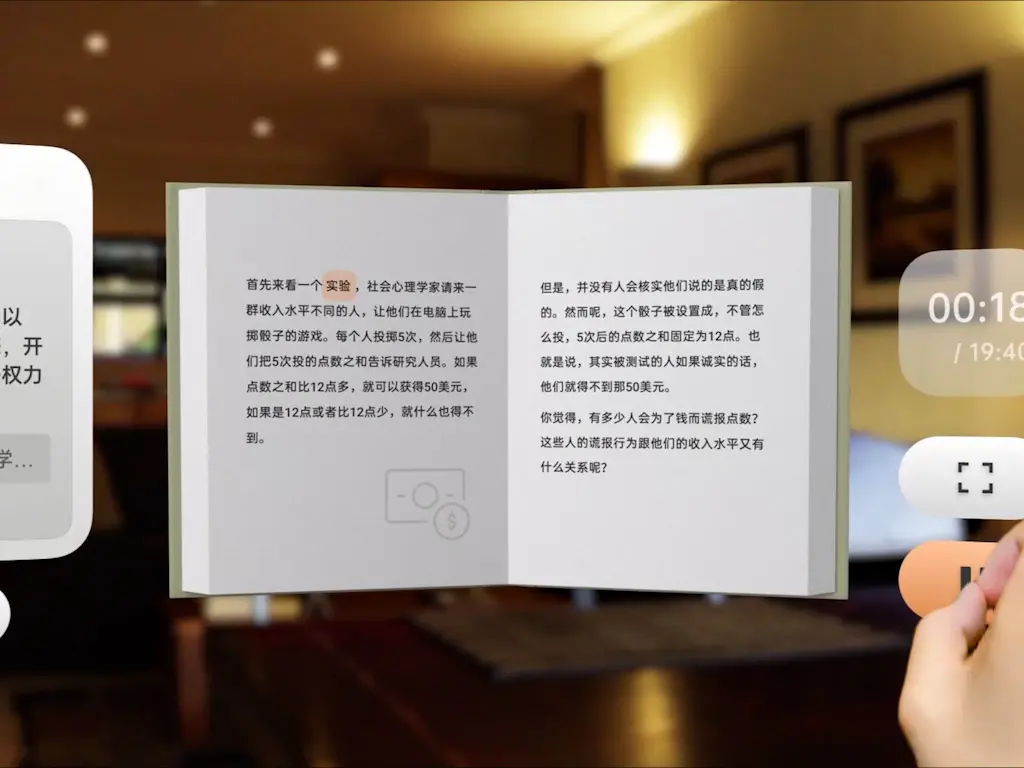 以
，开
权力
学...
首先来看一个实验，社会心理学家请来一
群收入水平不同的人，让他们在电脑上玩
掷骰子的游戏。每个人投掷5次，然后让他
们把5次投的点数之和告诉研究人员。如果
点数之和比12点多，就可以获得50美元，
如果是12点或者比12点少，就什么也得不
到。
$
但是，并没有人会核实他们说的是真的假
的。然而呢，这个骰子被设置成，不管怎
么投，5次后的点数之和固定为12点。也
就是说，其实被测试的人如果诚实的话，
他们就得不到那50美元。
你觉得，有多少人会为了钱而谎报点数？
这些人的谎报行为跟他们的收入水平又有
什么关系呢？
00:18
/ 19:40